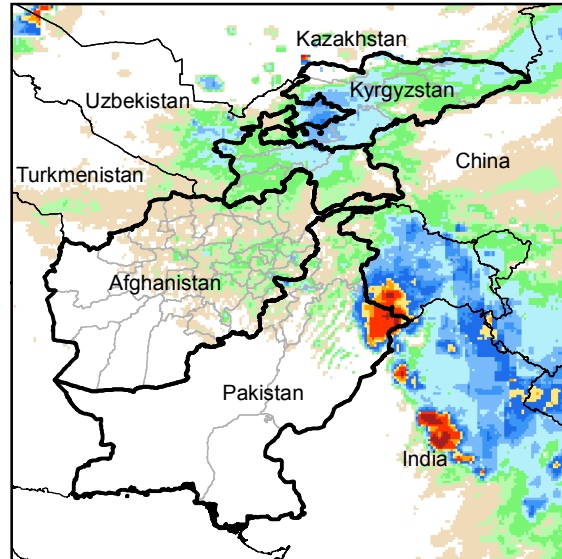 Kazakhstan
Kyrgyzstan
Uzbekistan
China
Turkmenistan
Afghanistan
Pakistan
India